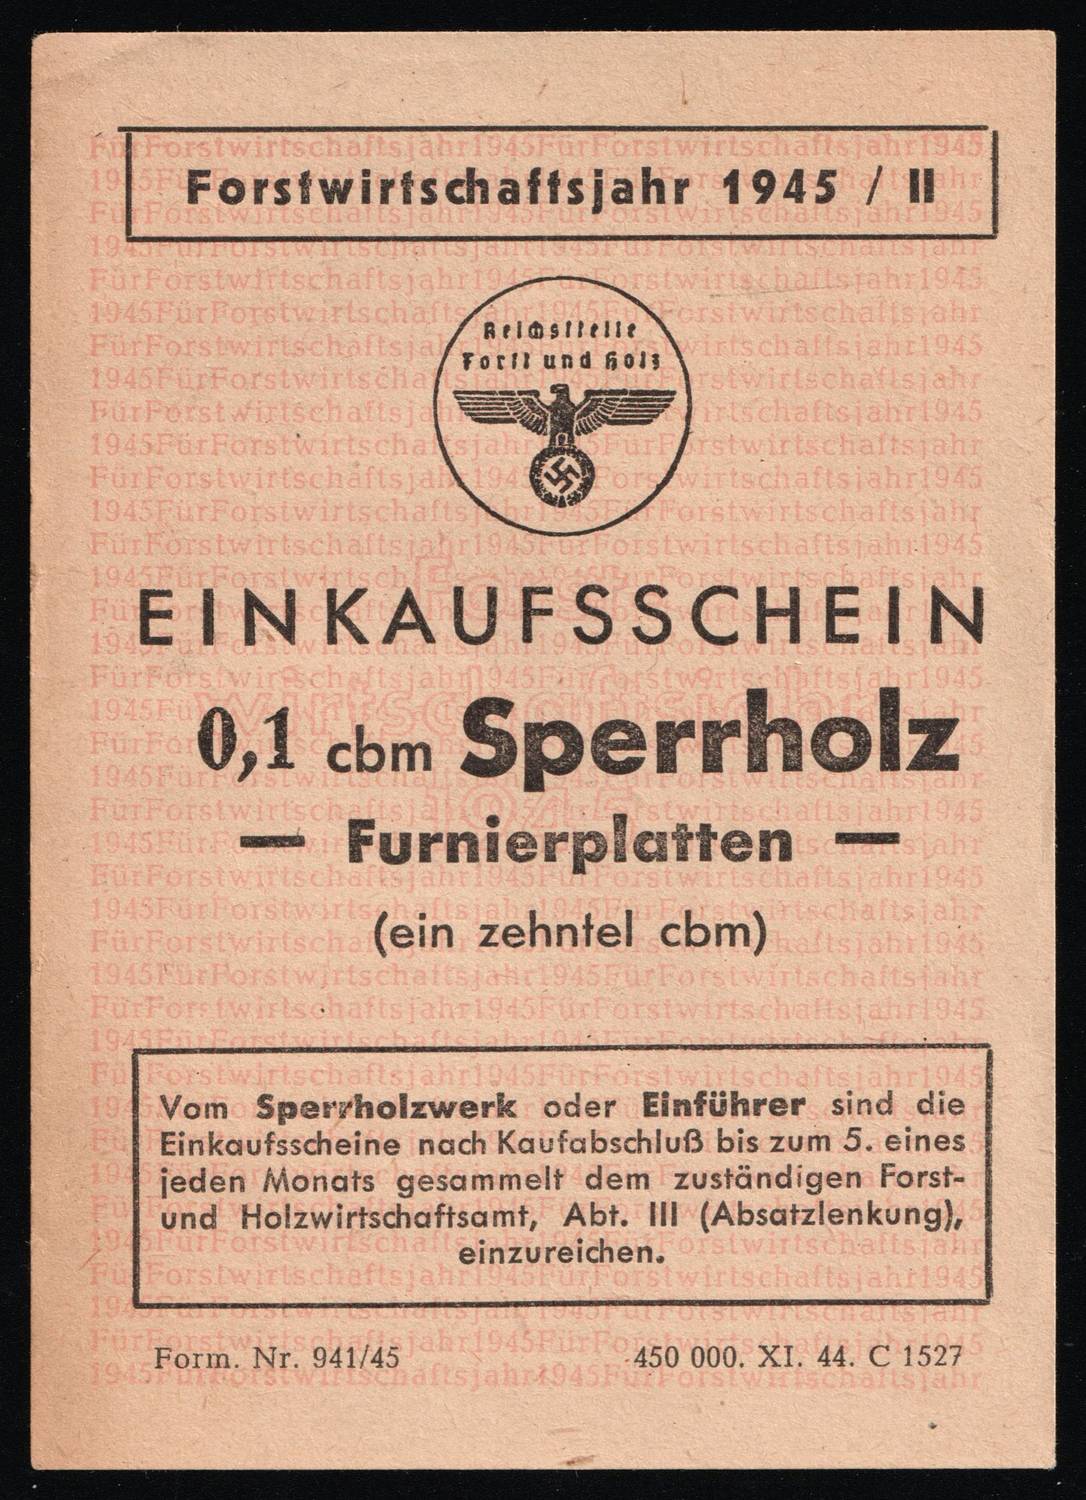 Forstwirtschaftsjahr 1945 / II
Reichsstelle
Forst und Holz
EINKAUFSSCHEIN
0,1 cbm Sperrholz
— Furnierplatten —
(ein zehntel cbm)
Vom Sperrholzwerk oder Einführer sind die
Einkaufsscheine nach Kaufabschluß bis zum 5. eines
jeden Monats gesammelt dem zuständigen Forst-
und Holzwirtschaftsamt, Abt. III (Absatzlenkung),
einzureichen.
Form. Nr. 941/45
450 000. XI. 44. C 1527